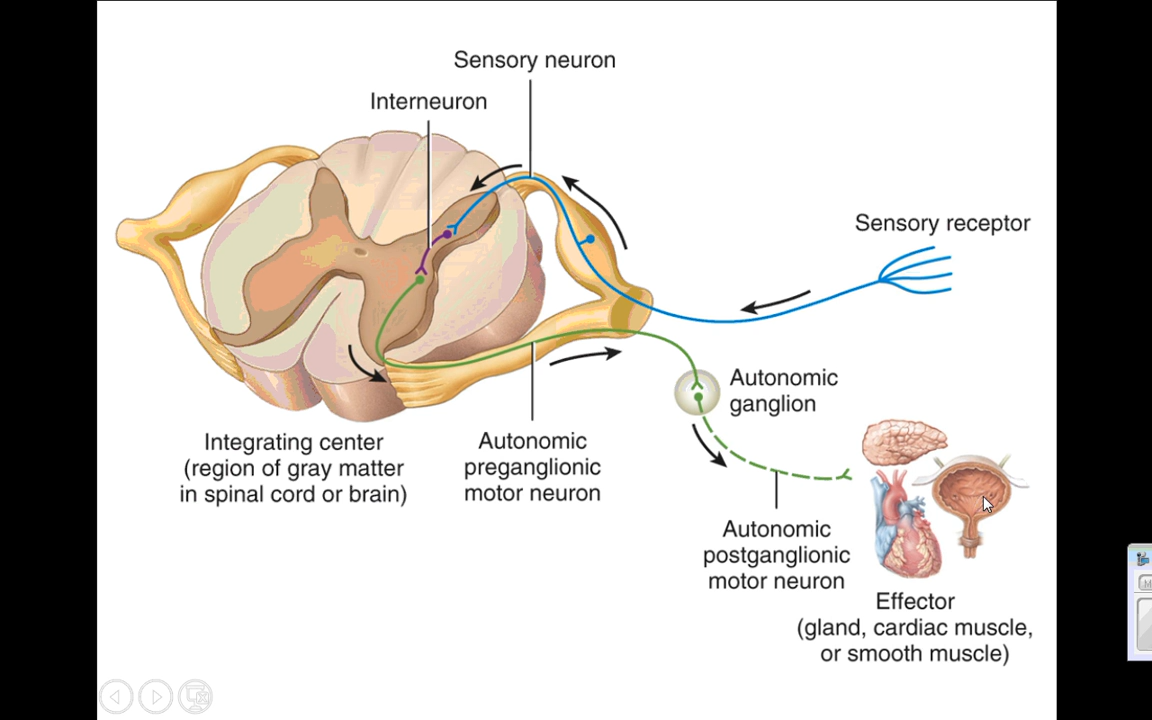 Sensory neuron
Interneuron
Sensory receptor
Autonomic
ganglion
Integrating center
(region of gray matter
in spinal cord or brain)
Autonomic
preganglionic
motor neuron
Autonomic
postganglionic
motor neuron
Effector
(gland, cardiac muscle,
or smooth muscle)